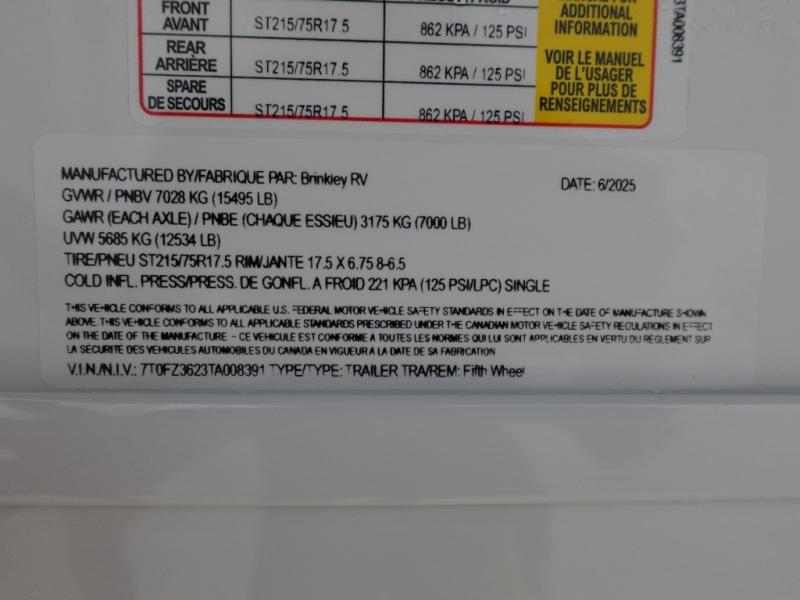 FRONT
AVANT
ST215/75R17.5
862 KPA / 125 PSI
REAR
ARRIÈRE
ST215/75R17.5
862 KPA / 125 PSI
SPARE
DE SECOURS
ST215/75R17.5
862 KPA / 125 PSI
ADDITIONAL
INFORMATION
VOIR LE MANUEL
DE L'USAGER
POUR PLUS DE
RENSEIGNEMENTS
3TA008391
MANUFACTURED BY/FABRIQUE PAR: Brinkley RV
DATE: 6/2025
GVWR / PNBV 7028 KG (15495 LB)
GAWR (EACH AXLE) / PNBE (CHAQUE ESSIEU) 3175 KG (7000 LB)
UVW 5685 KG (12534 LB)
TIRE/PNEU ST215/75R17.5 RIM/JANTE 17.5 X 6.75 8-6.5
COLD INFL. PRESS/PRESS. DE GONFL. A FROID 221 KPA (125 PSI/LPC) SINGLE
THIS VEHICLE CONFORMS TO ALL APPLICABLE U.S. FEDERAL MOTOR VEHICLE SAFETY STANDARDS IN EFFECT ON THE DATE OF MANUFACTURE SHOWN
ABOVE. THIS VEHICLE CONFORMS TO ALL APPLICABLE STANDARDS PRESCRIBED UNDER THE CANADIAN MOTOR VEHICLE SAFETY REGULATIONS IN EFFECT
ON THE DATE OF THE MANUFACTURE - CE VEHICULE EST CONFORME A TOUTES LES NORMES QUI LUI SONT APPLICABLES EN VERTU DU REGLEMENT SUR
LA SECURITE DES VEHICULES AUTOMOBILES DU CANADA EN VIGUEUR A LA DATE DE SA FABRICATION
V.I.N./N.I.V.: 7T0FZ3623TA008391 TYPE/TYPE: TRAILER TRA/REM: Fifth Wheel